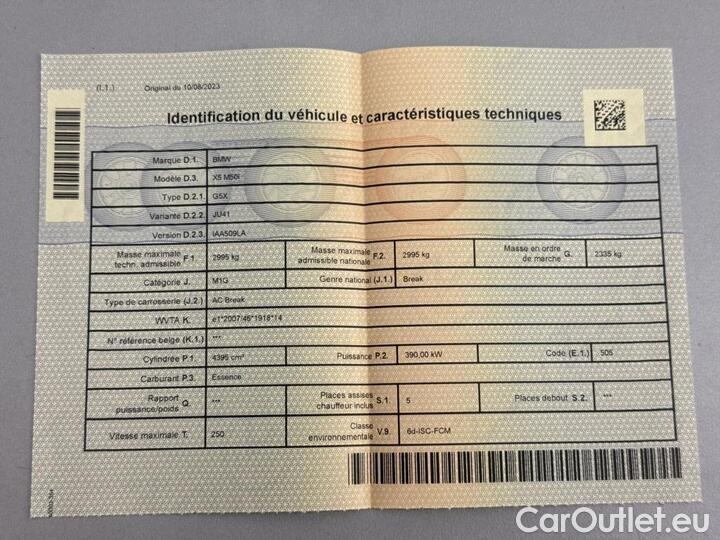 (I.1.) Original du 10/08/2023
Identification du véhicule et caractéristiques techniques
Marque D.1. BMW
Modèle D.3. X5 M50i
Type D.2.1. G5X
Variante D.2.2. JU41
Version D.2.3. IAA509LA
Masse maximale techn. admissible F.1 2995 kg Masse maximale admissible nationale F.2. 2995 kg Masse en ordre de marche G. 2335 kg
Catégorie J. M1G Genre national (J.1.) Break
Type de carrosserie (J.2.) AC Break
WVTA K. e1*2007/46*1918*14
N° référence belge (K.1.) ***
Cylindrée P.1. 4395 cm³ Puissance P.2. 390,00 kW Code (E.1.) 505
Carburant P.3. Essence
Rapport puissance/poids Q. *** Places assises chauffeur inclus S.1. 5 Places debout S.2. ***
Vitesse maximale T. 250 Classe environnementale V.9. 6d-ISC-FCM
CarOutlet.eu